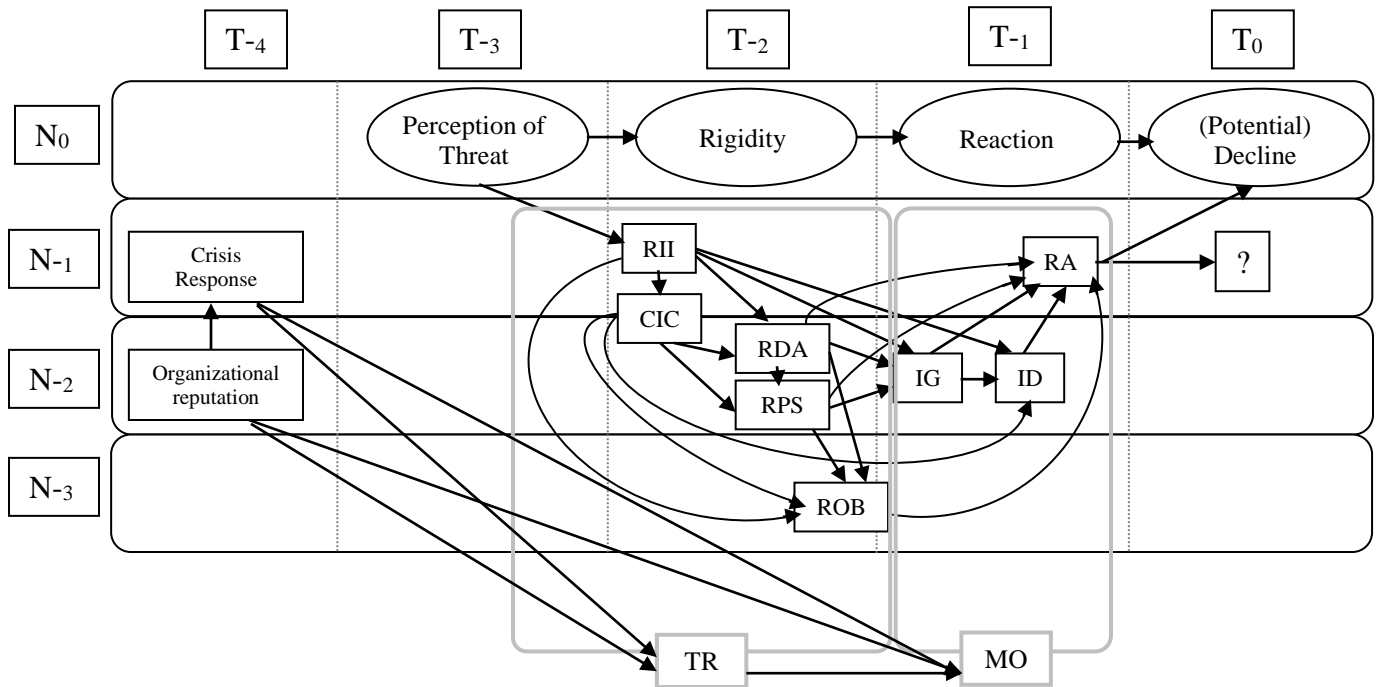 T-4
T-3
T-2
T-1
T0
N0
Perception of
Threat
Rigidity
Reaction
(Potential)
Decline
N-1
Crisis
Response
RII
RA
?
CIC
N-2
Organizational
reputation
RDA
IG
ID
RPS
N-3
ROB
TR
MO